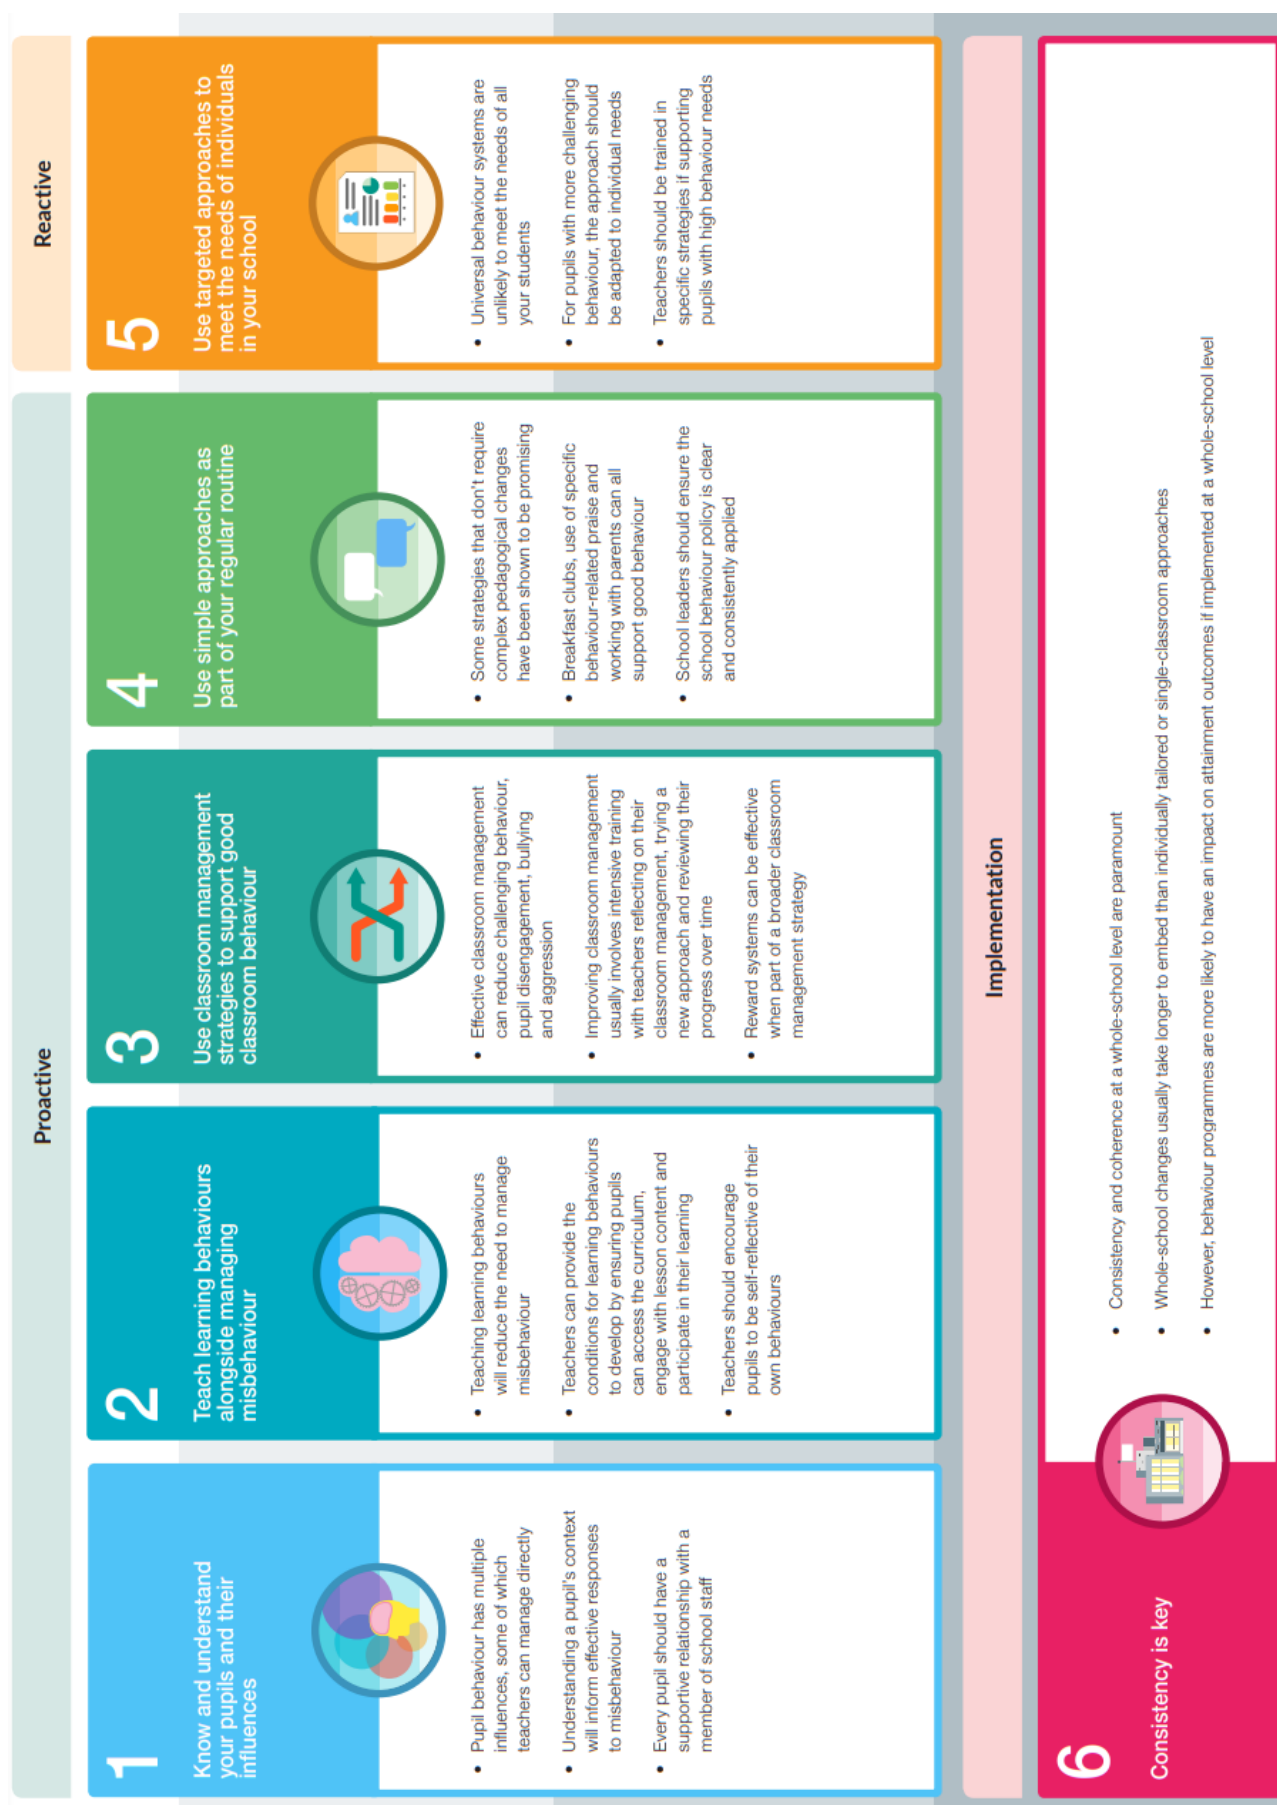 Proactive
Reactive
1
Know and understand
your pupils and their
influences
• Pupil behaviour has multiple
influences, some of which
teachers can manage directly
• Understanding a pupil's context
will inform effective responses
to misbehaviour
• Every pupil should have a
supportive relationship with a
member of school staff
2
Teach learning behaviours
alongside managing
misbehaviour
• Teaching learning behaviours
will reduce the need to manage
misbehaviour
• Teachers can provide the
conditions for learning behaviours
to develop by ensuring pupils
can access the curriculum,
engage with lesson content and
participate in their learning
• Teachers should encourage
pupils to be self-reflective of their
own behaviours
3
Use classroom management
strategies to support good
classroom behaviour
• Effective classroom management
can reduce challenging behaviour,
pupil disengagement, bullying
and aggression
• Improving classroom management
usually involves intensive training
with teachers reflecting on their
classroom management, trying a
new approach and reviewing their
progress over time
• Reward systems can be effective
when part of a broader classroom
management strategy
4
Use simple approaches as
part of your regular routine
• Some strategies that don't require
complex pedagogical changes
have been shown to be promising
• Breakfast clubs, use of specific
behaviour-related praise and
working with parents can all
support good behaviour
• School leaders should ensure the
school behaviour policy is clear
and consistently applied
5
Use targeted approaches to
meet the needs of individuals
in your school
• Universal behaviour systems are
unlikely to meet the needs of all
your students
• For pupils with more challenging
behaviour, the approach should
be adapted to individual needs
• Teachers should be trained in
specific strategies if supporting
pupils with high behaviour needs
Implementation
6
Consistency is key
• Consistency and coherence at a whole-school level are paramount
• Whole-school changes usually take longer to embed than individually tailored or single-classroom approaches
• However, behaviour programmes are more likely to have an impact on attainment outcomes if implemented at a whole-school level